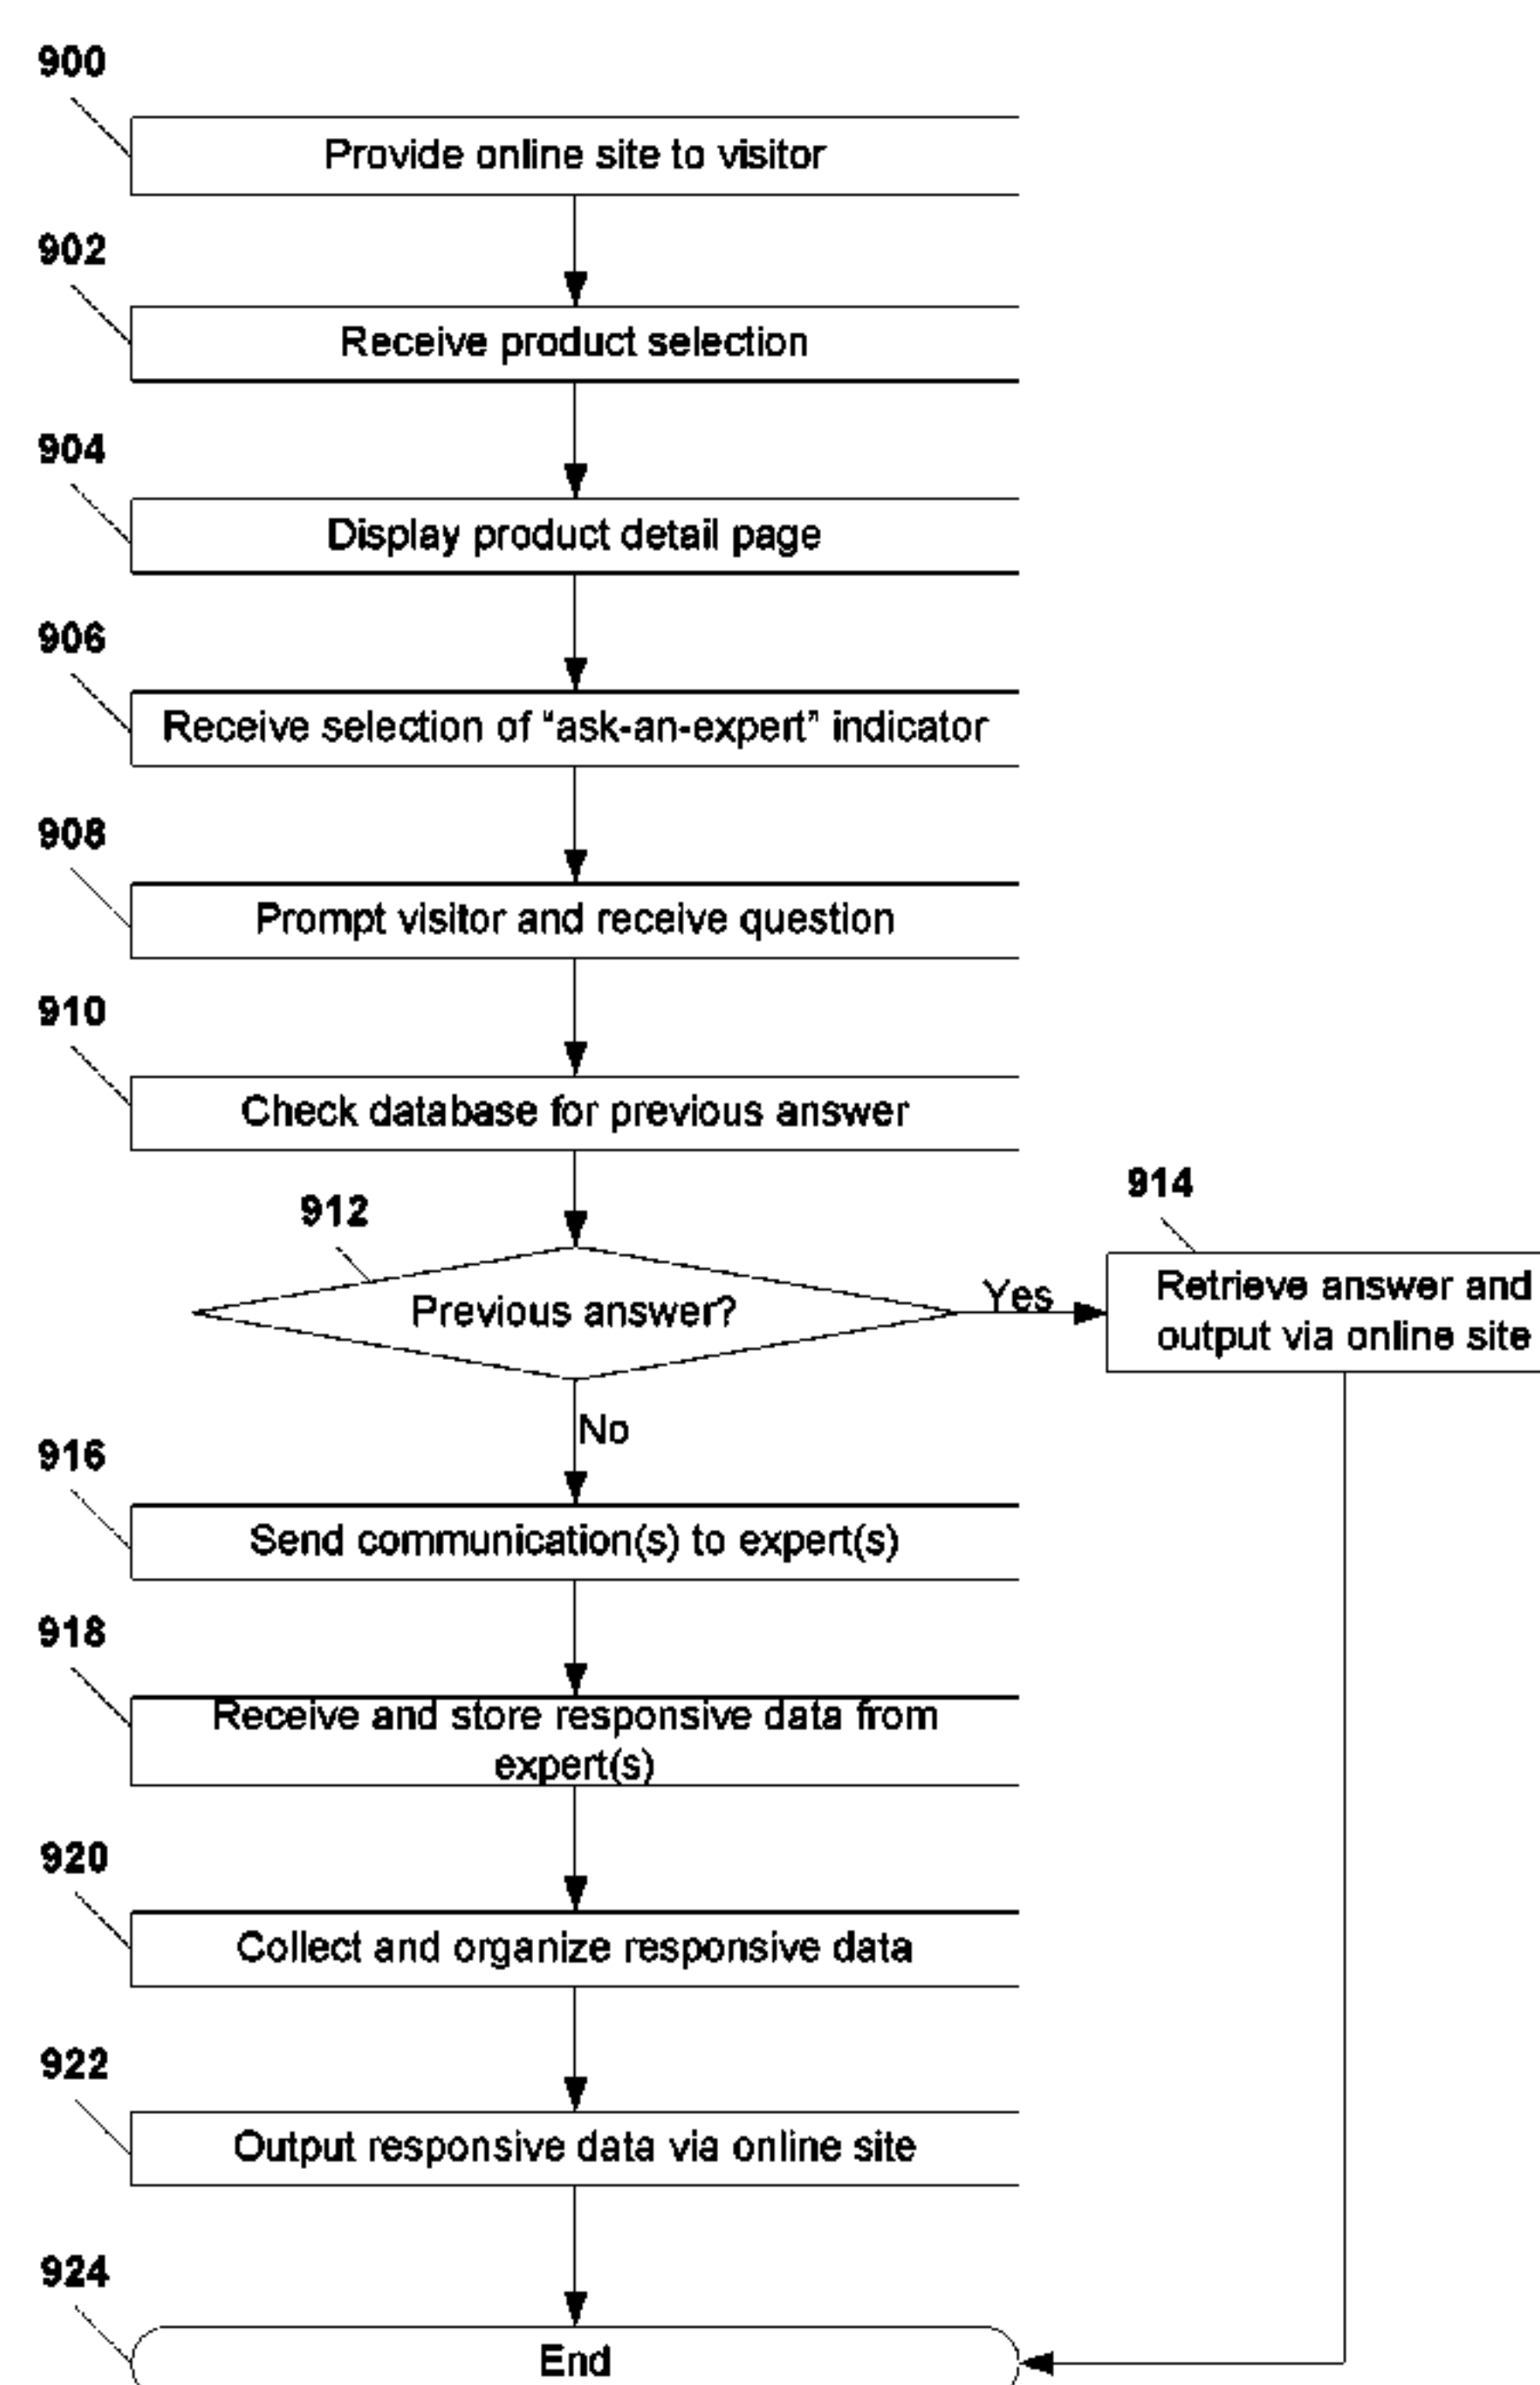 900
Provide online site to visitor
902
Receive product selection
904
Display product detail page
906
Receive selection of “ask-an-expert” indicator
908
Prompt visitor and receive question
910
Check database for previous answer
912
Previous answer?
Yes
914
Retrieve answer and
output via online site
No
916
Send communication(s) to expert(s)
918
Receive and store responsive data from
expert(s)
920
Collect and organize responsive data
922
Output responsive data via online site
924
End